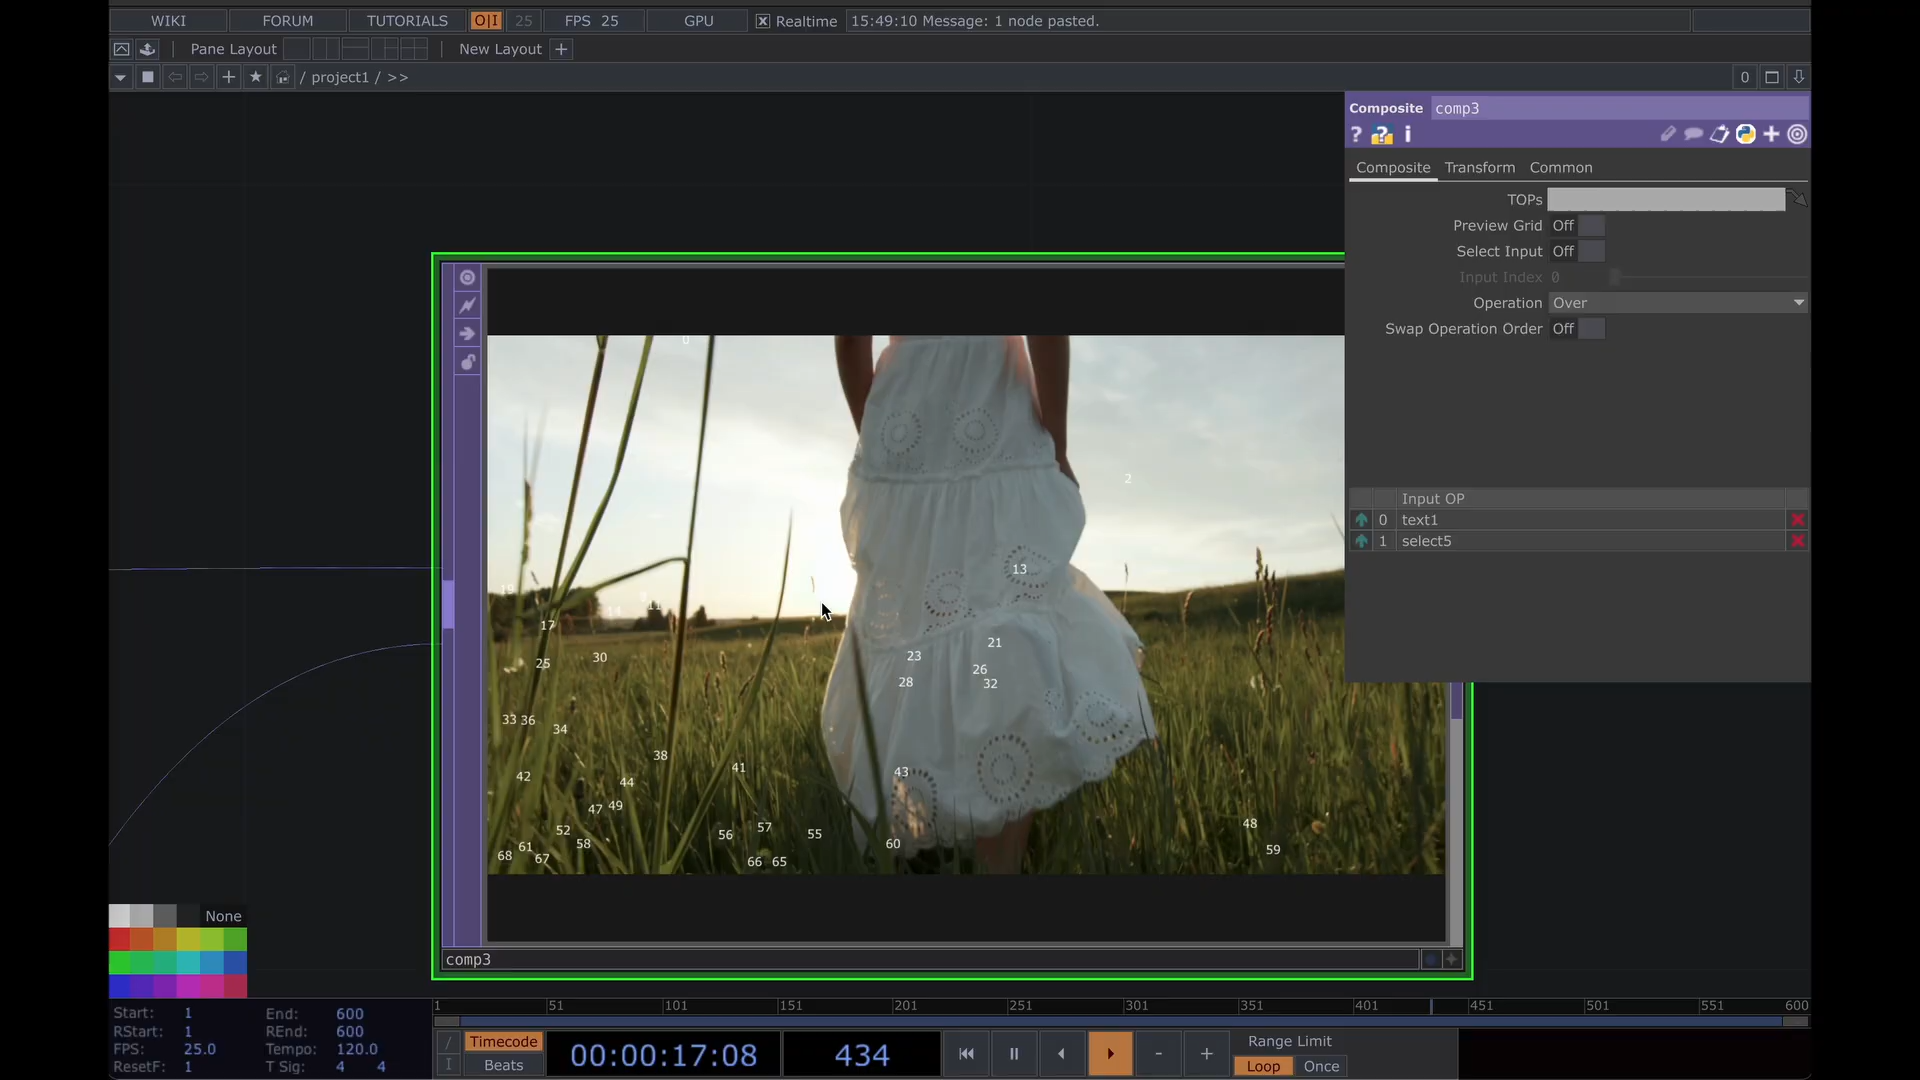 WIKI FORUM TUTORIALS O|I 25 FPS 25 GPU Realtime 15:49:10 Message: 1 node pasted.
Pane Layout New Layout +
/ project1 / >> 0
Composite comp3
? ? i
Composite Transform Common
TOPs
Preview Grid Off
Select Input Off
Input Index 0
Operation Over
Swap Operation Order Off
Input OP
0 text1
1 select5
0
2
13
19
14
11
17
25
30
23
21
28
26
32
33 36
34
38
41
42
44
43
47 49
52
58
56
57
55
60
48
59
61
68
67
66 65
comp3
None
1 51 101 151 201 251 301 351 401 451 501 551 600
Start: 1 End: 600
RStart: 1 REnd: 600
FPS: 25.0 Tempo: 120.0
ResetF: 1 T Sig: 4 4
/
I
Timecode
Beats
00:00:17:08
434
- +
Range Limit
Loop Once